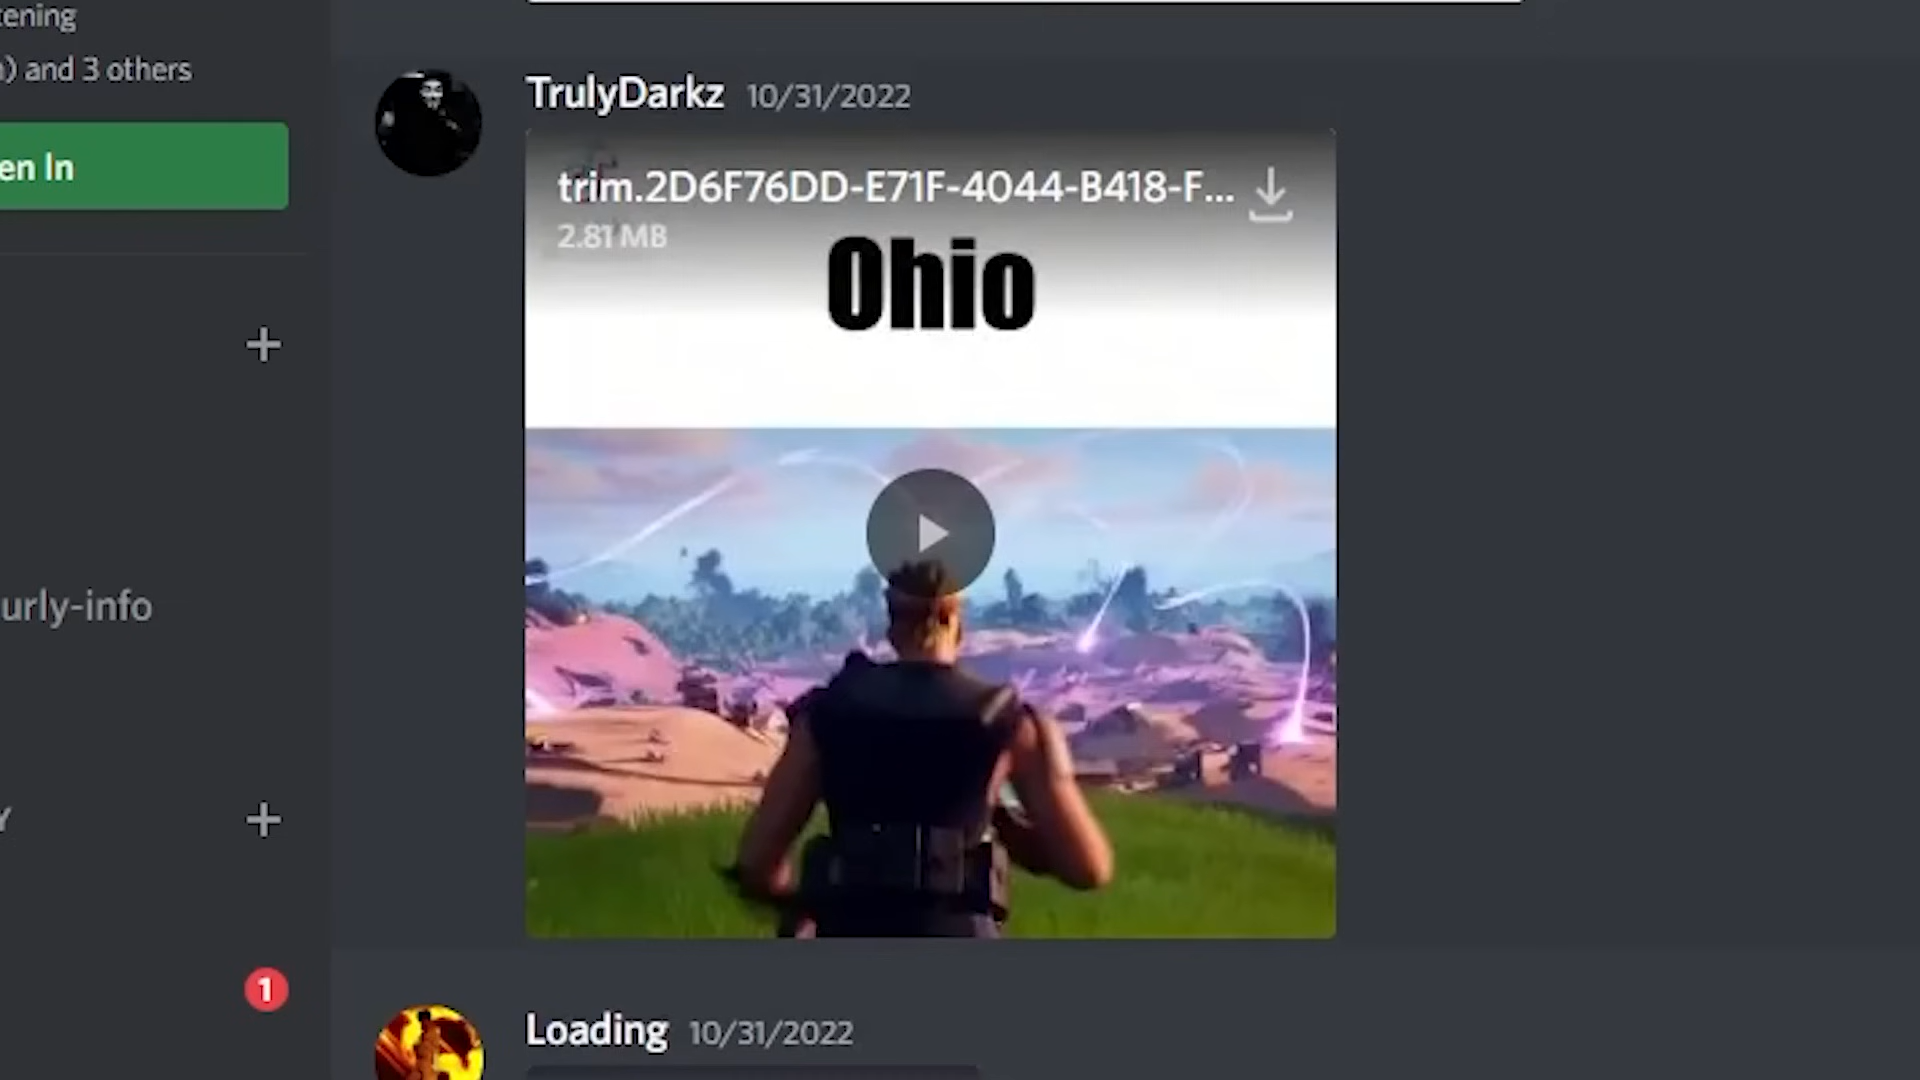 tening
) and 3 others
en In
urly-info
Y
1
TrulyDarkz 10/31/2022
trim.2D6F76DD-E71F-4044-B418-F...
2.81 MB
Ohio
Loading 10/31/2022